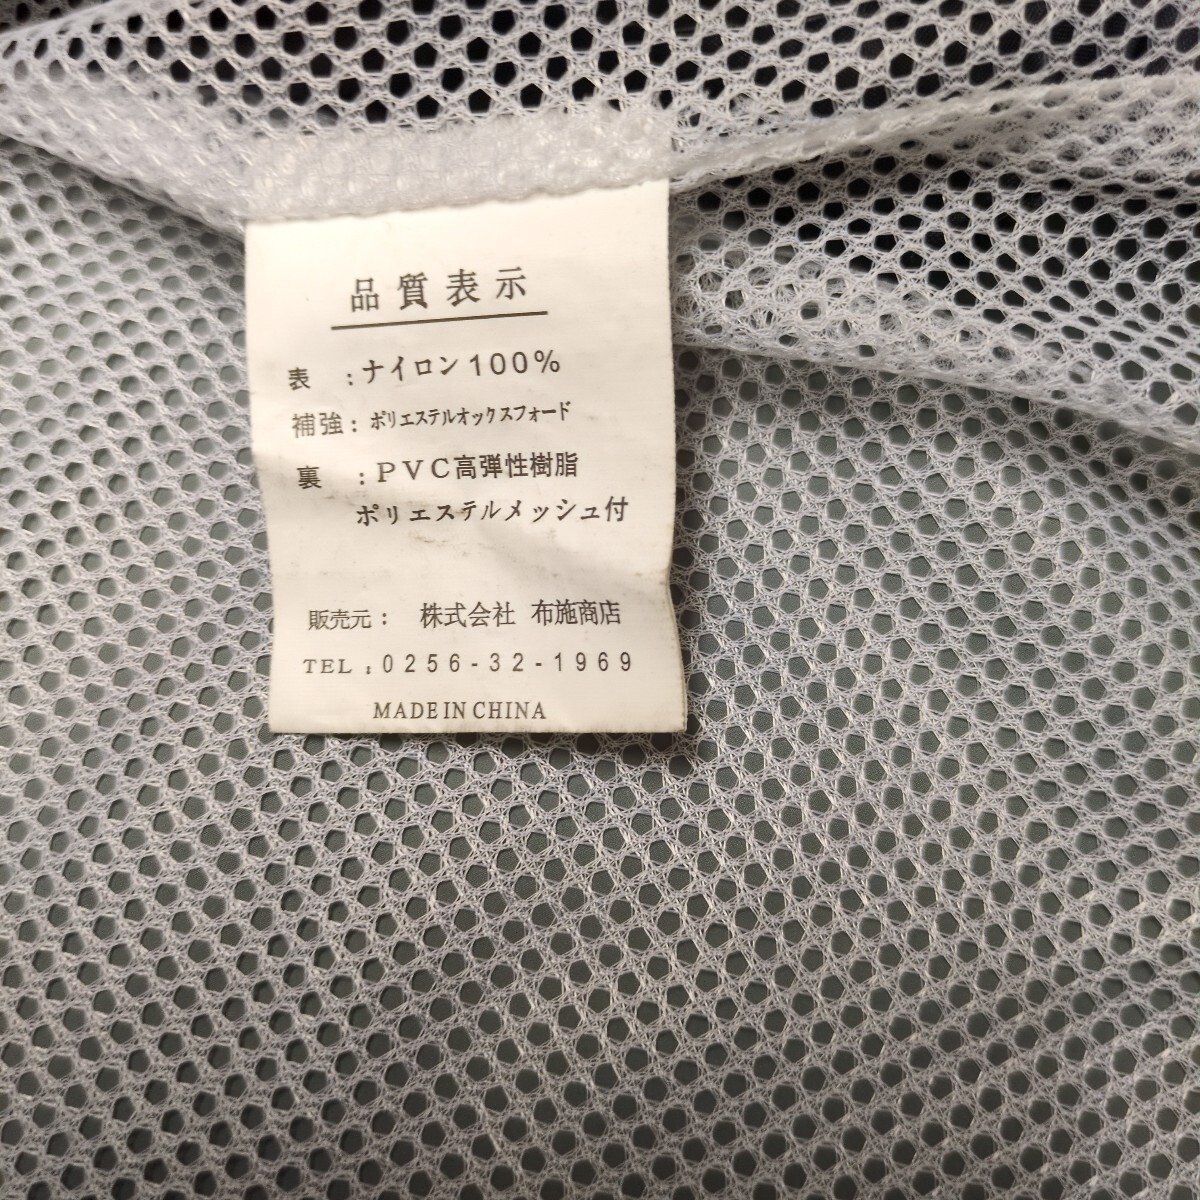 品質表示
表 : ナイロン100%
補強 : ポリエステルオックスフォード
裏 : PVC高弾性樹脂
ポリエステルメッシュ付
販売元 : 株式会社 布施商店
TEL : 0256-32-1969
MADE IN CHINA